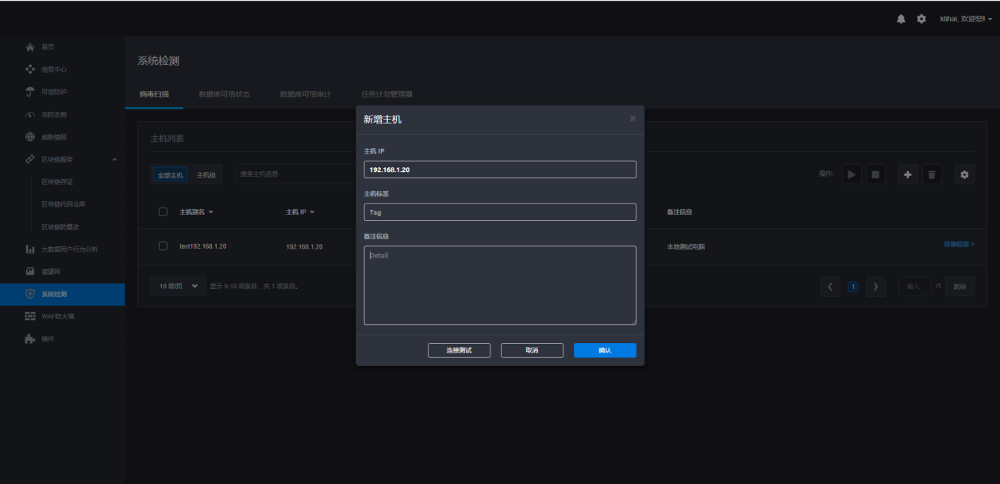 klihai, 欢迎您!
首页
信息中心
可信防护
攻防态势
威胁情报
区块链服务
区块链存证
区块链代码仓库
区块链防篡改
大数据用户行为分析
蜜罐网
系统检测
WAF防火墙
插件
系统检测
病毒扫描 数据库可信状态 数据库可信审计 任务计划管理器
主机列表
全部主机 主机组 搜索主机信息 操作:
主机别名 主机 IP 备注信息
test192.168.1.20 192.168.1.20 本地测试电脑 详细信息 >
10 项/页 显示 0-10 项条目，共 1 项条目。 1 输入 /1 跳转
新增主机
主机 IP
192.168.1.20
主机标签
Tag
备注信息
Detail
连接测试 取消 确认